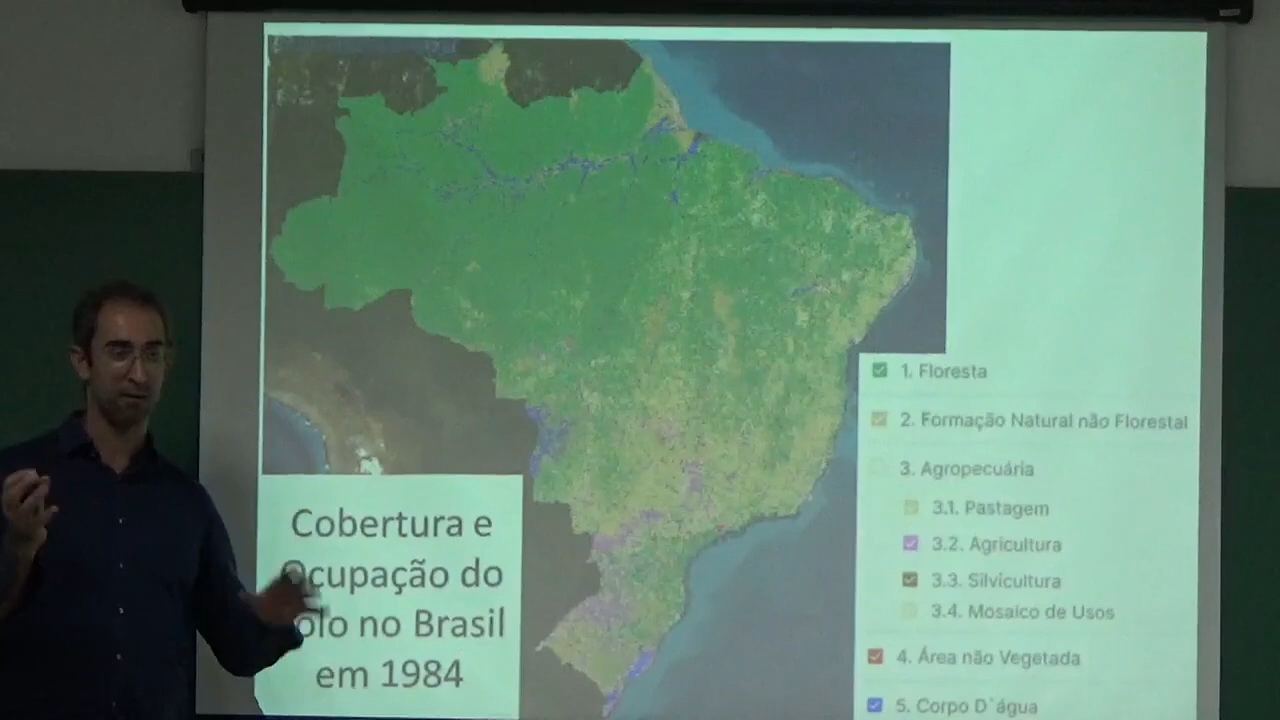 Cobertura e
Ocupação do
olo no Brasil
em 1984
1. Floresta
2. Formação Natural não Florestal
3. Agropecuária
3.1. Pastagem
3.2. Agricultura
3.3. Silvicultura
3.4. Mosaico de Usos
4. Área não Vegetada
5. Corpo D`água